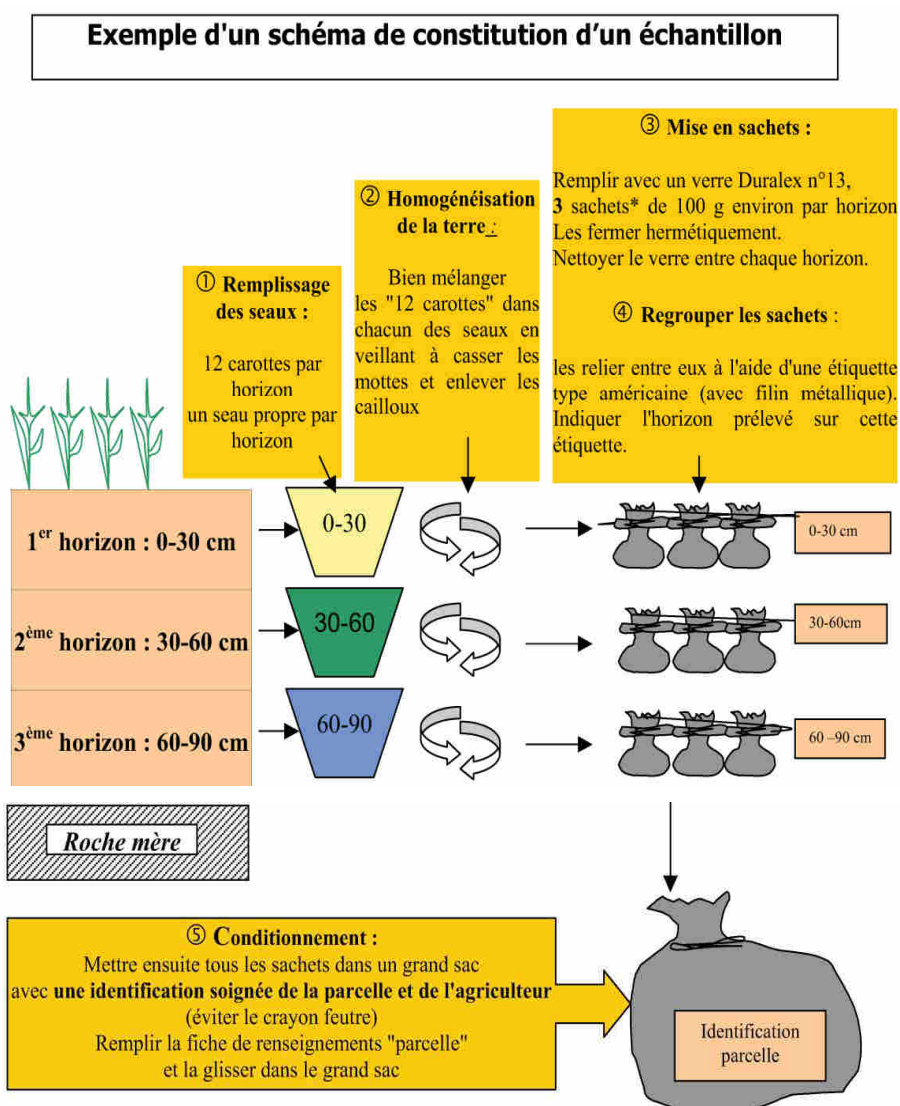 Exemple d'un schéma de constitution d'un échantillon
① Remplissage
des seaux :
12 carottes par
horizon
un seau propre par
horizon
② Homogénéisation
de la terre :
Bien mélanger
les "12 carottes" dans
chacun des seaux en
veillant à casser les
mottes et enlever les
cailloux
③ Mise en sachets :
Remplir avec un verre Duralex n°13,
3 sachets* de 100 g environ par horizon
Les fermer hermétiquement.
Nettoyer le verre entre chaque horizon.
④ Regrouper les sachets :
les relier entre eux à l'aide d'une étiquette
type américaine (avec filin métallique).
Indiquer l'horizon prélevé sur cette
étiquette.
1er horizon : 0-30 cm
0-30
0-30 cm
2ème horizon : 30-60 cm
30-60
30-60cm
3ème horizon : 60-90 cm
60-90
60 –90 cm
Roche mère
⑤ Conditionnement :
Mettre ensuite tous les sachets dans un grand sac
avec une identification soignée de la parcelle et de l'agriculteur
(éviter le crayon feutre)
Remplir la fiche de renseignements "parcelle"
et la glisser dans le grand sac
Identification
parcelle